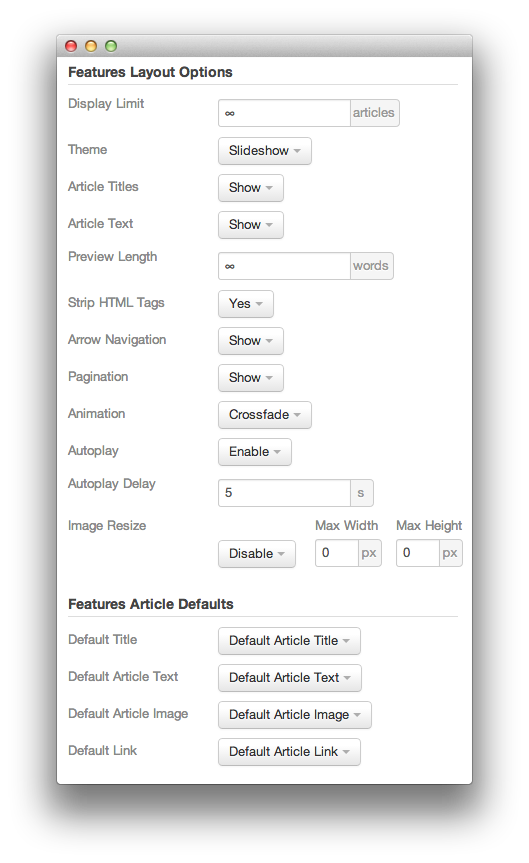 Features Layout Options
Display Limit ∞ articles
Theme Slideshow
Article Titles Show
Article Text Show
Preview Length ∞ words
Strip HTML Tags Yes
Arrow Navigation Show
Pagination Show
Animation Crossfade
Autoplay Enable
Autoplay Delay 5 s
Image Resize Max Width Max Height
Disable 0 px 0 px
Features Article Defaults
Default Title Default Article Title
Default Article Text Default Article Text
Default Article Image Default Article Image
Default Link Default Article Link